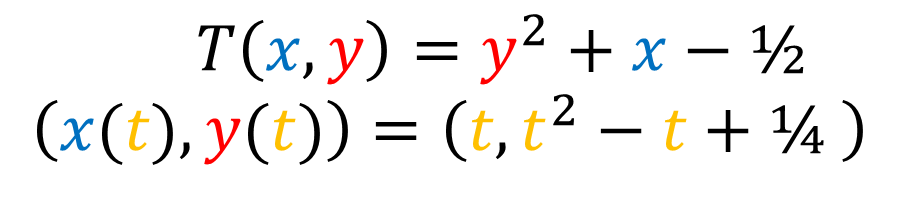 T(x, y) = y² + x − ½
(x(t), y(t)) = (t, t² − t + ¼ )